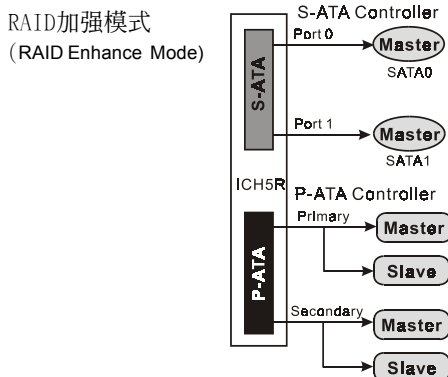 RAID加强模式
(RAID Enhance Mode)
S-ATA Controller
Port 0
Master
SATA0
S-ATA
Port 1
Master
SATA1
ICH5R
P-ATA Controller
Primary
Master
Slave
P-ATA
Secondary
Master
Slave